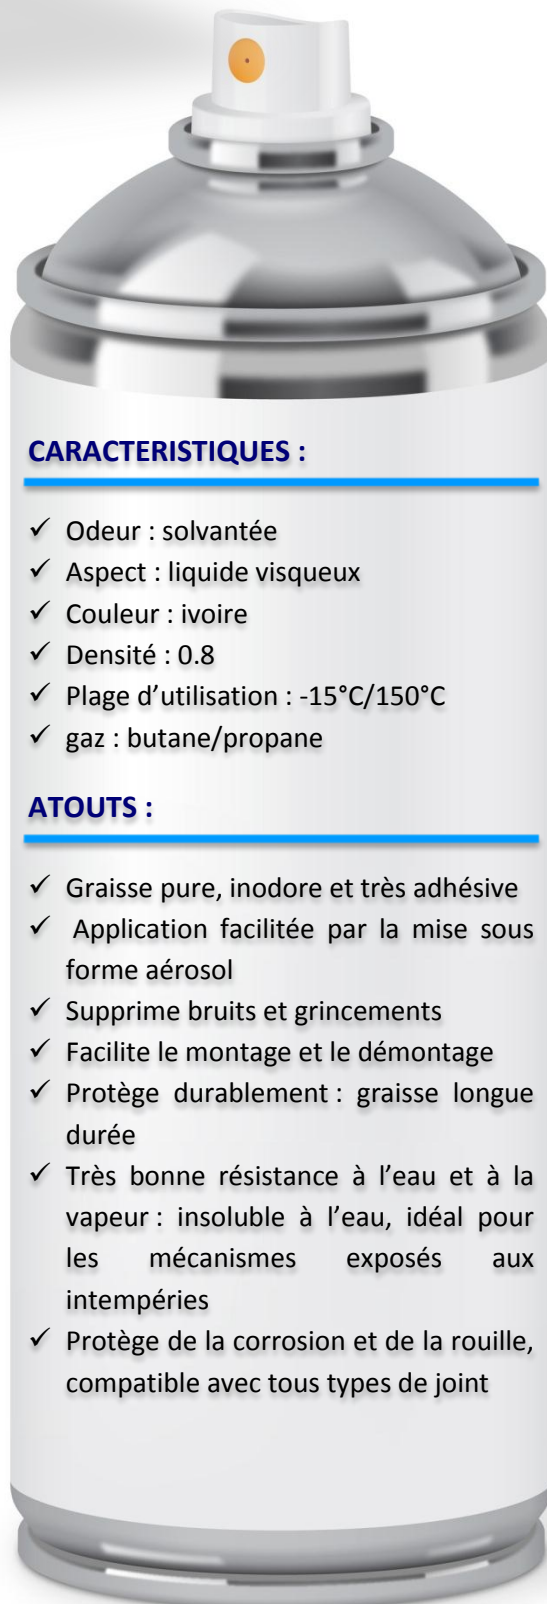 CARACTERISTIQUES :
✓ Odeur : solvantée
✓ Aspect : liquide visqueux
✓ Couleur : ivoire
✓ Densité : 0.8
✓ Plage d’utilisation : -15°C/150°C
✓ gaz : butane/propane
ATOUTS :
✓ Graisse pure, inodore et très adhésive
✓ Application facilitée par la mise sous
forme aérosol
✓ Supprime bruits et grincements
✓ Facilite le montage et le démontage
✓ Protège durablement : graisse longue
durée
✓ Très bonne résistance à l’eau et à la
vapeur : insoluble à l’eau, idéal pour
les mécanismes exposés aux
intempéries
✓ Protège de la corrosion et de la rouille,
compatible avec tous types de joint